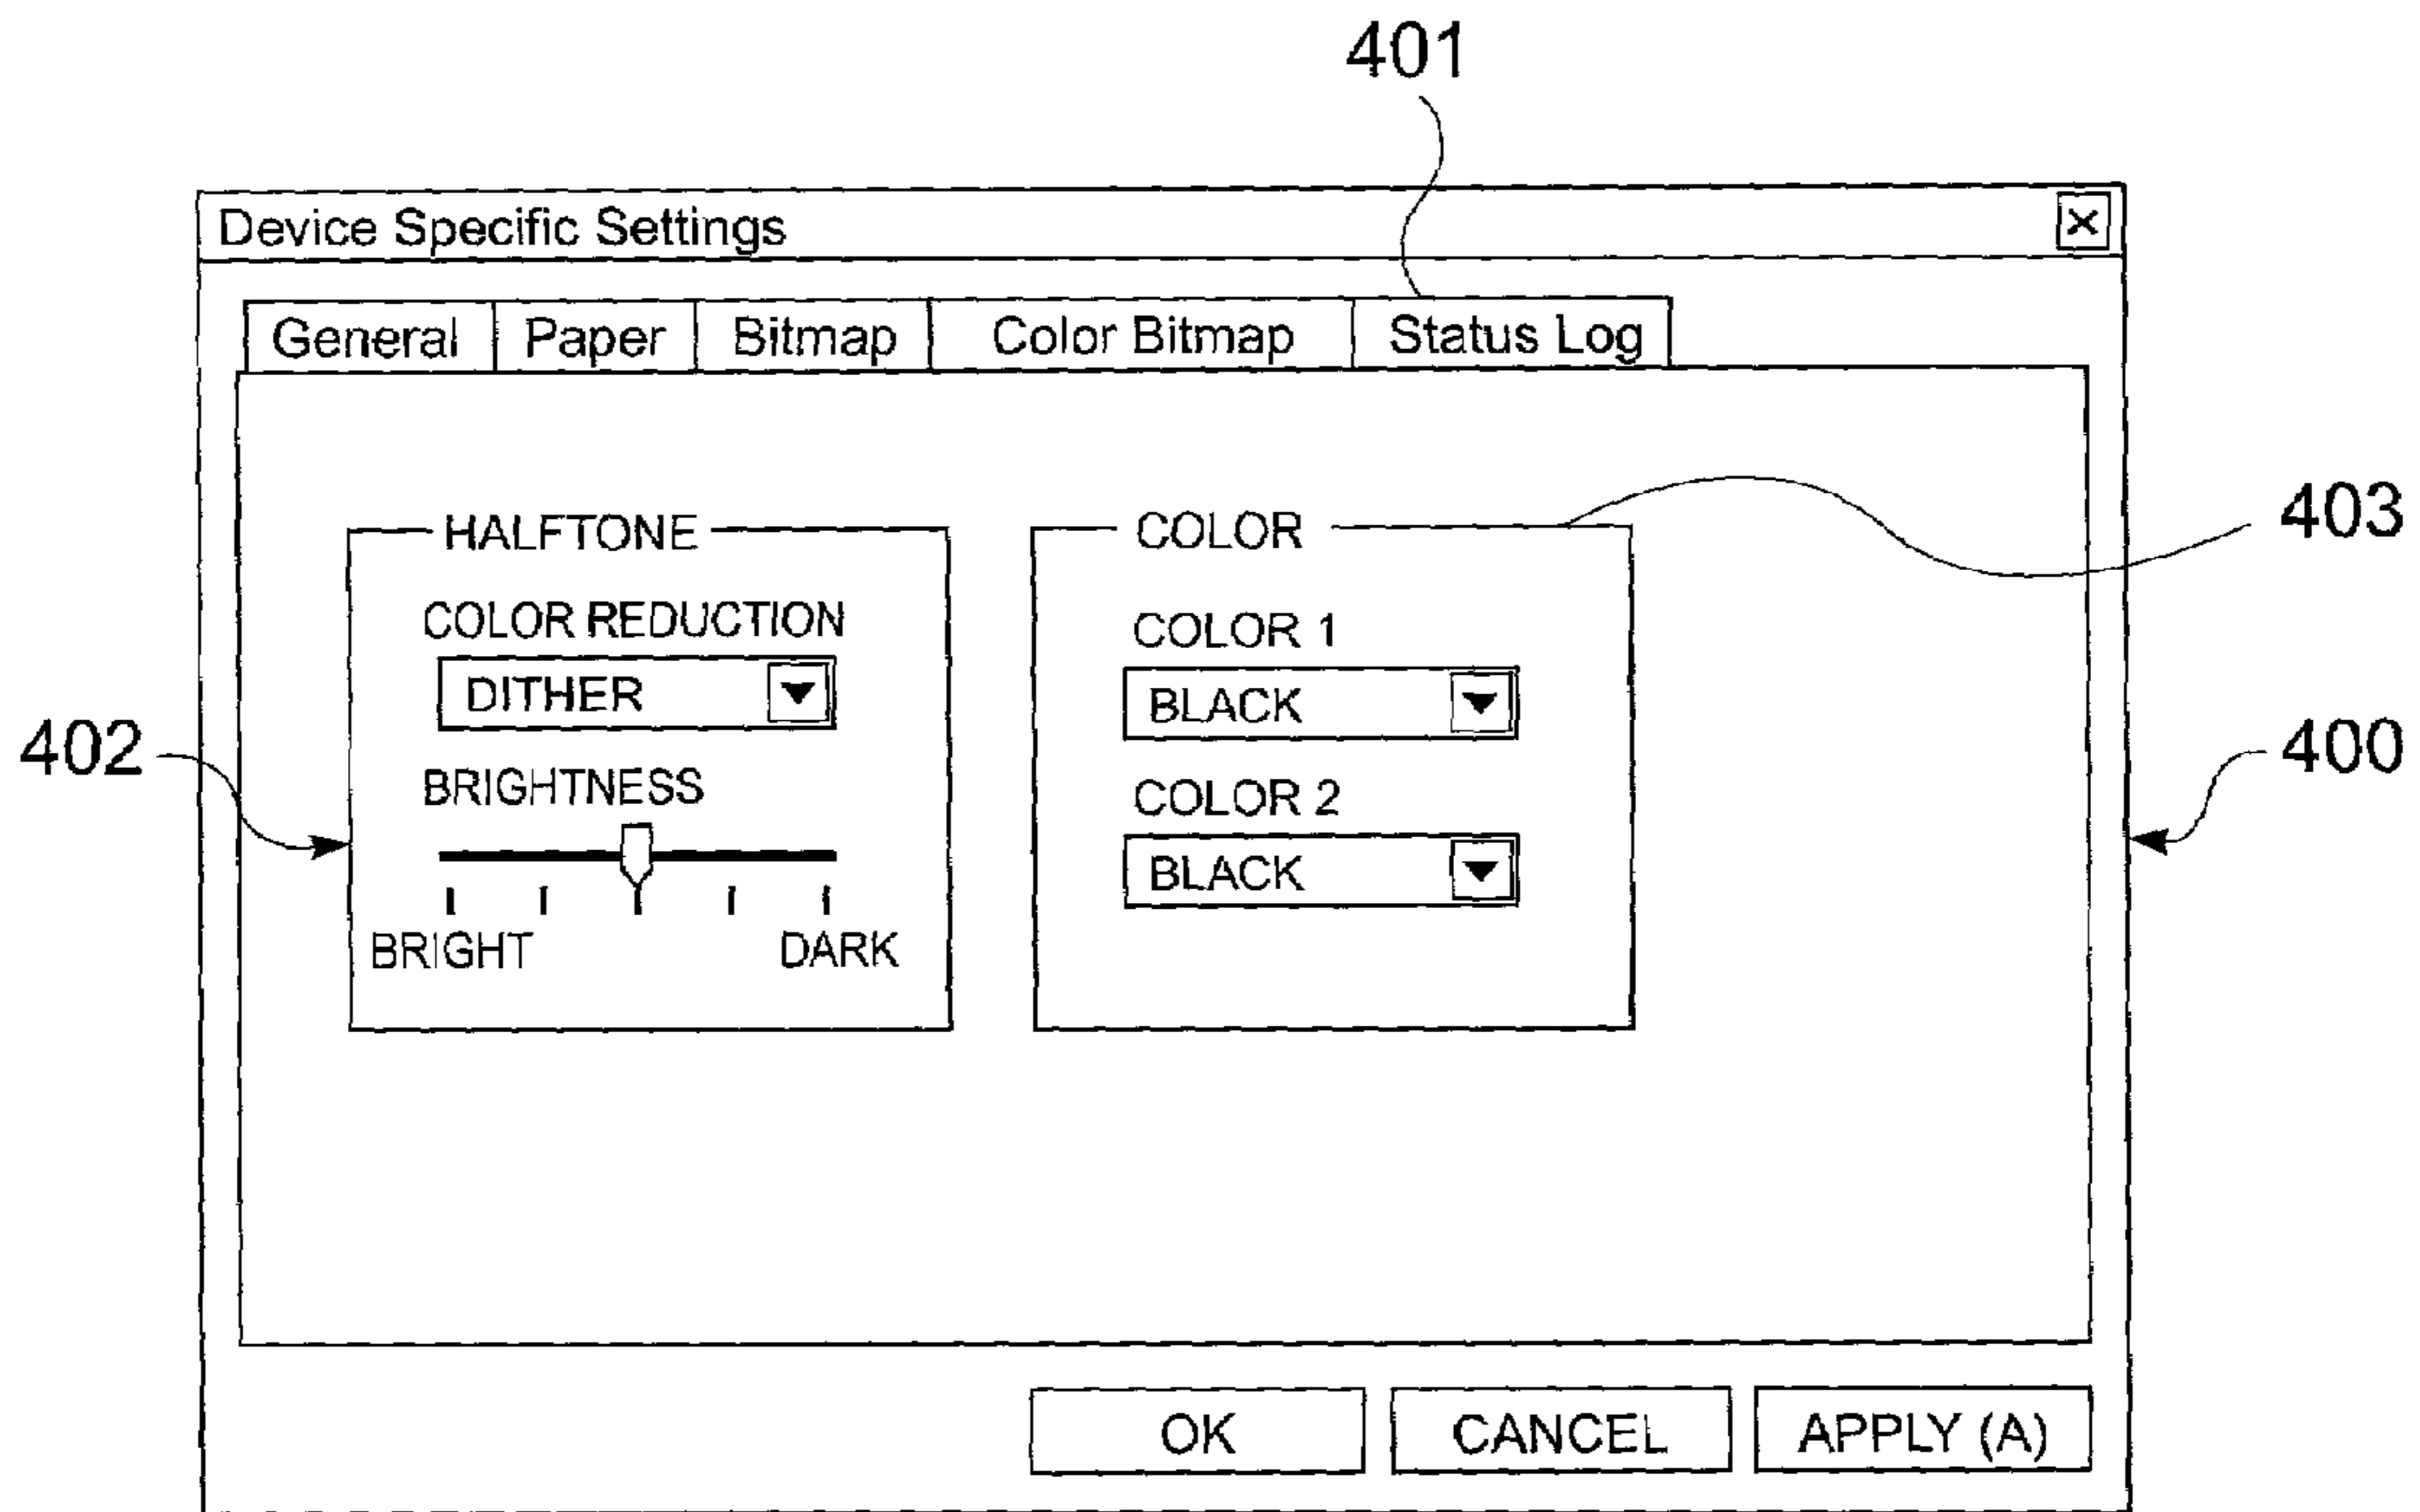 401
Device Specific Settings
General Paper Bitmap Color Bitmap Status Log
403
HALFTONE
COLOR REDUCTION
DITHER
BRIGHTNESS
BRIGHT DARK
402
COLOR
COLOR 1
BLACK
COLOR 2
BLACK
400
OK CANCEL APPLY (A)